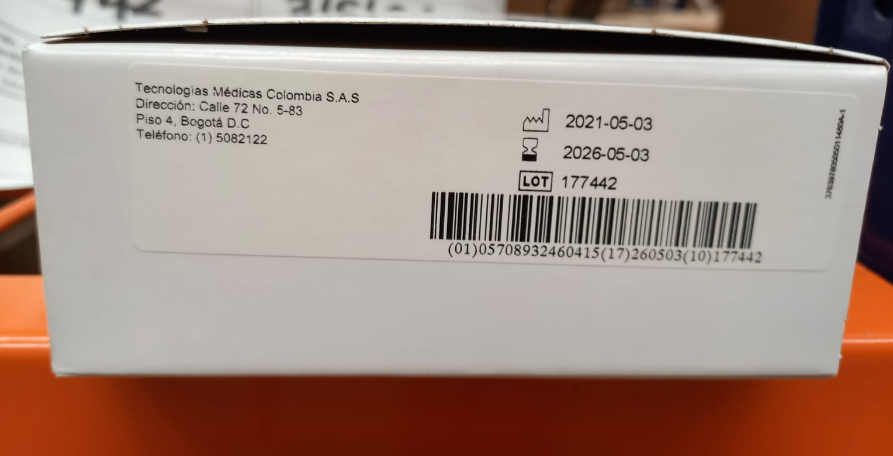 Tecnologías Médicas Colombia S.A.S
Dirección: Calle 72 No. 5-83
Piso 4, Bogotá D.C
Teléfono: (1) 5082122
2021-05-03
2026-05-03
LOT 177442
(01)05708932460415(17)260503(10)177442